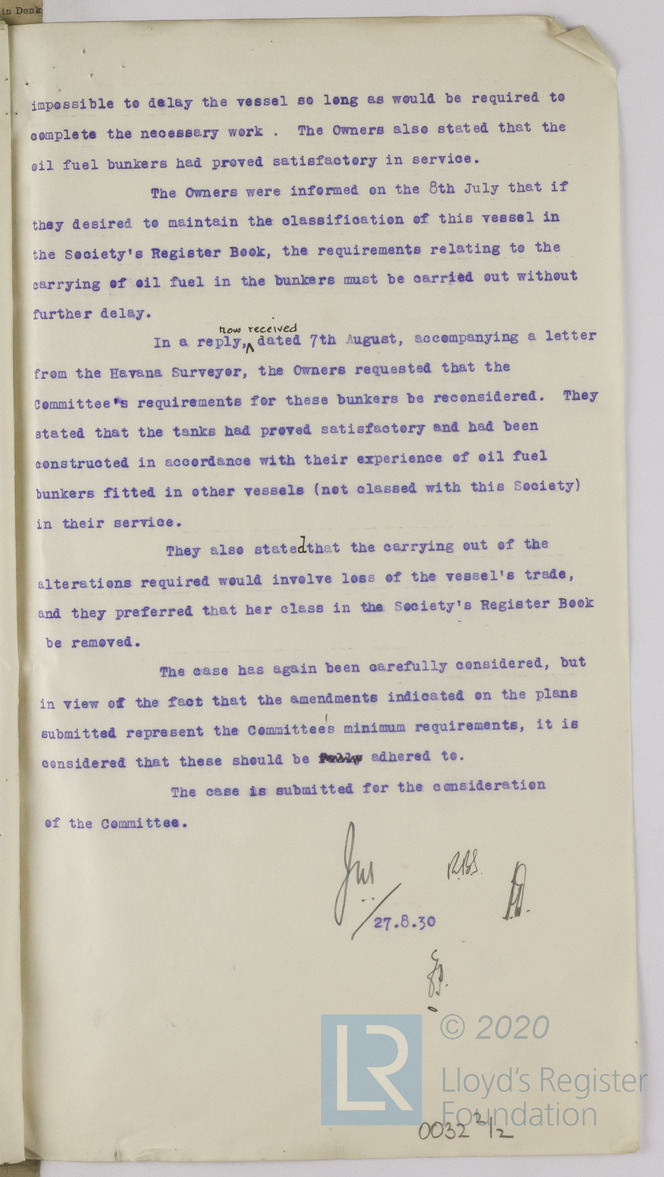 in Donk
impossible to delay the vessel so long as would be required to
complete the necessary work . The Owners also stated that the
oil fuel bunkers had proved satisfactory in service.
The Owners were informed on the 8th July that if
they desired to maintain the classification of this vessel in
the Society's Register Book, the requirements relating to the
carrying of oil fuel in the bunkers must be carried out without
further delay.
now received
In a reply, dated 7th August, accompanying a letter
from the Havana Surveyor, the Owners requested that the
Committee's requirements for these bunkers be reconsidered. They
stated that the tanks had proved satisfactory and had been
constructed in accordance with their experience of oil fuel
bunkers fitted in other vessels (not classed with this Society)
in their service.
They also stated that the carrying out of the
alterations required would involve loss of the vessel's trade,
and they preferred that her class in the Society's Register Book
be removed.
The case has again been carefully considered, but
in view of the fact that the amendments indicated on the plans
submitted represent the Committee's minimum requirements, it is
considered that these should be adhered to.
The case is submitted for the consideration
of the Committee.
27.8.30
LR
© 2020
Lloyd's Register
Foundation
0032 2/2